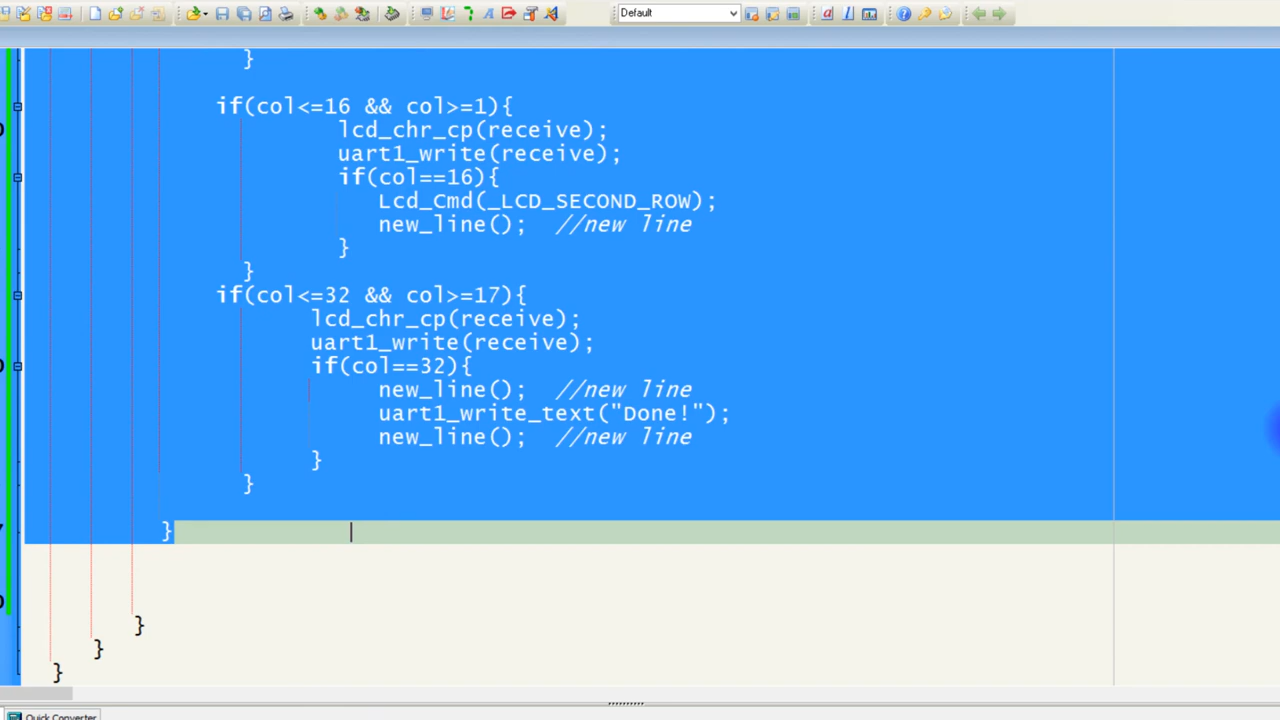 Default
}
if(col<=16 && col>=1){
lcd_chr_cp(receive);
uart1_write(receive);
if(col==16){
Lcd_Cmd(_LCD_SECOND_ROW);
new_line(); //new line
}
}
if(col<=32 && col>=17){
lcd_chr_cp(receive);
uart1_write(receive);
if(col==32){
new_line(); //new line
uart1_write_text("Done!");
new_line(); //new line
}
}
}
}
}
}
Quick Converter